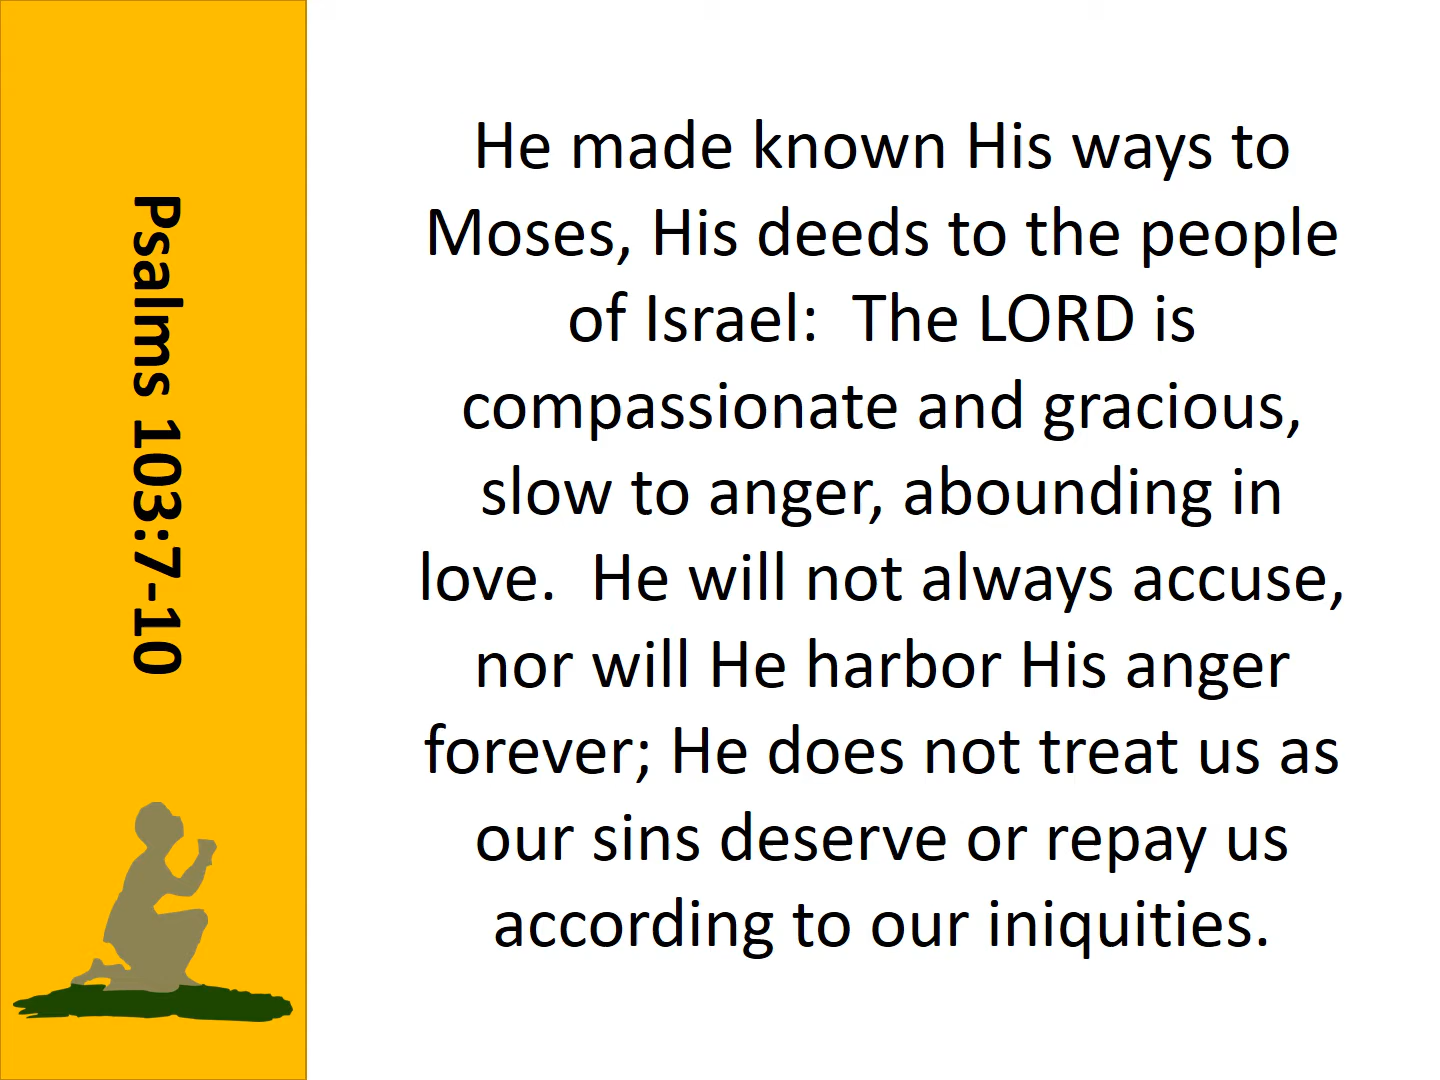 Psalms 103:7-10
He made known His ways to
Moses, His deeds to the people
of Israel:  The LORD is
compassionate and gracious,
slow to anger, abounding in
love.  He will not always accuse,
nor will He harbor His anger
forever; He does not treat us as
our sins deserve or repay us
according to our iniquities.